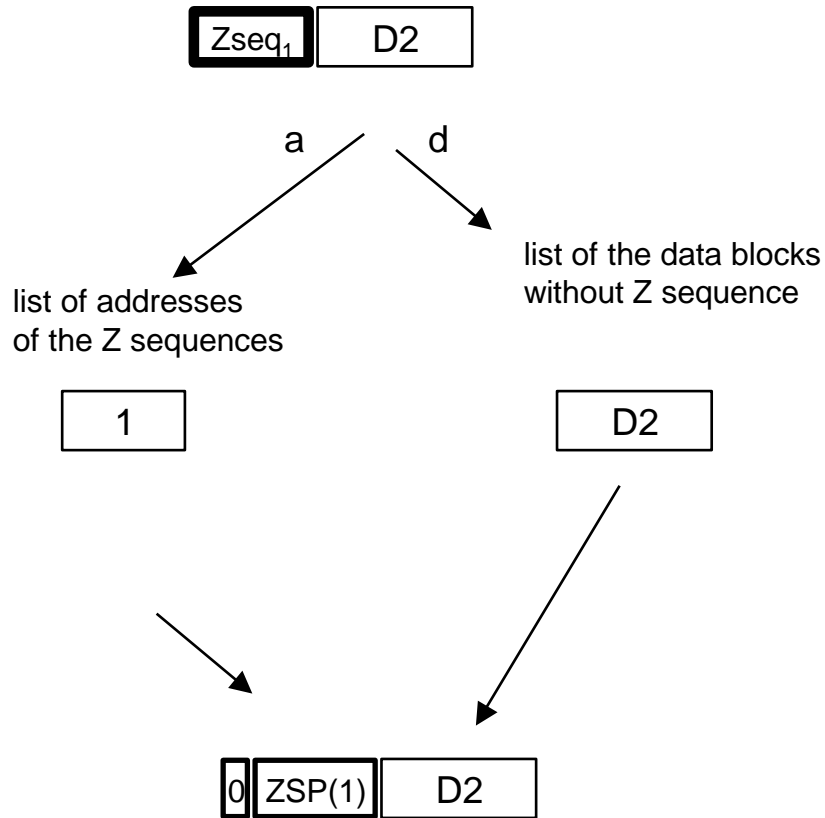 Zseq₁ D2
a d
list of the data blocks
without Z sequence
list of addresses
of the Z sequences
1 D2
0 ZSP(1) D2